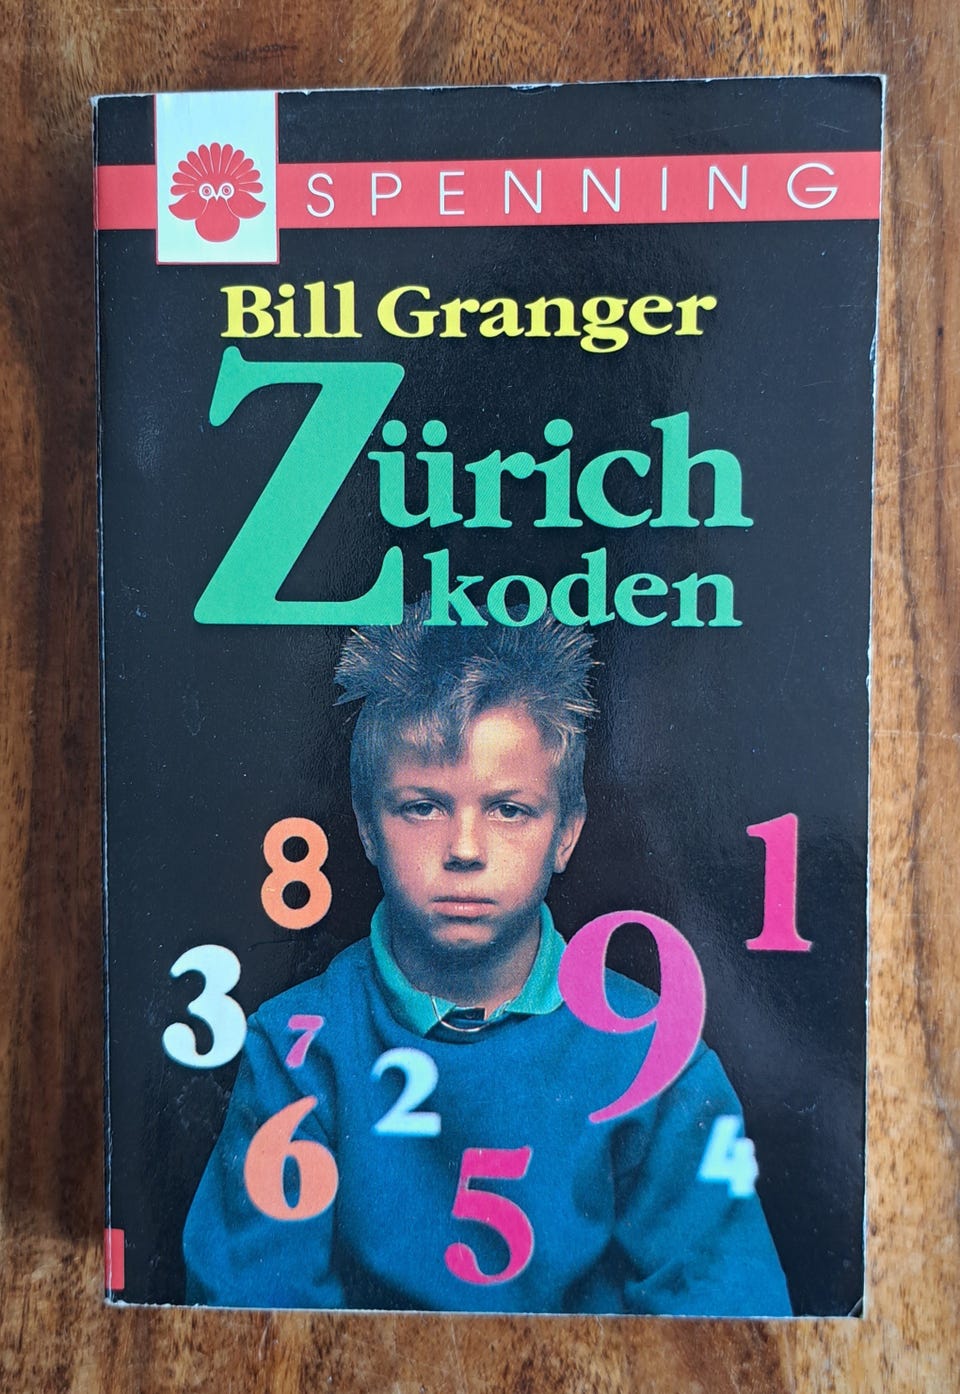 SPENNING
Bill Granger
Zürich
koden
8
1
3
9
7
2
6
4
5